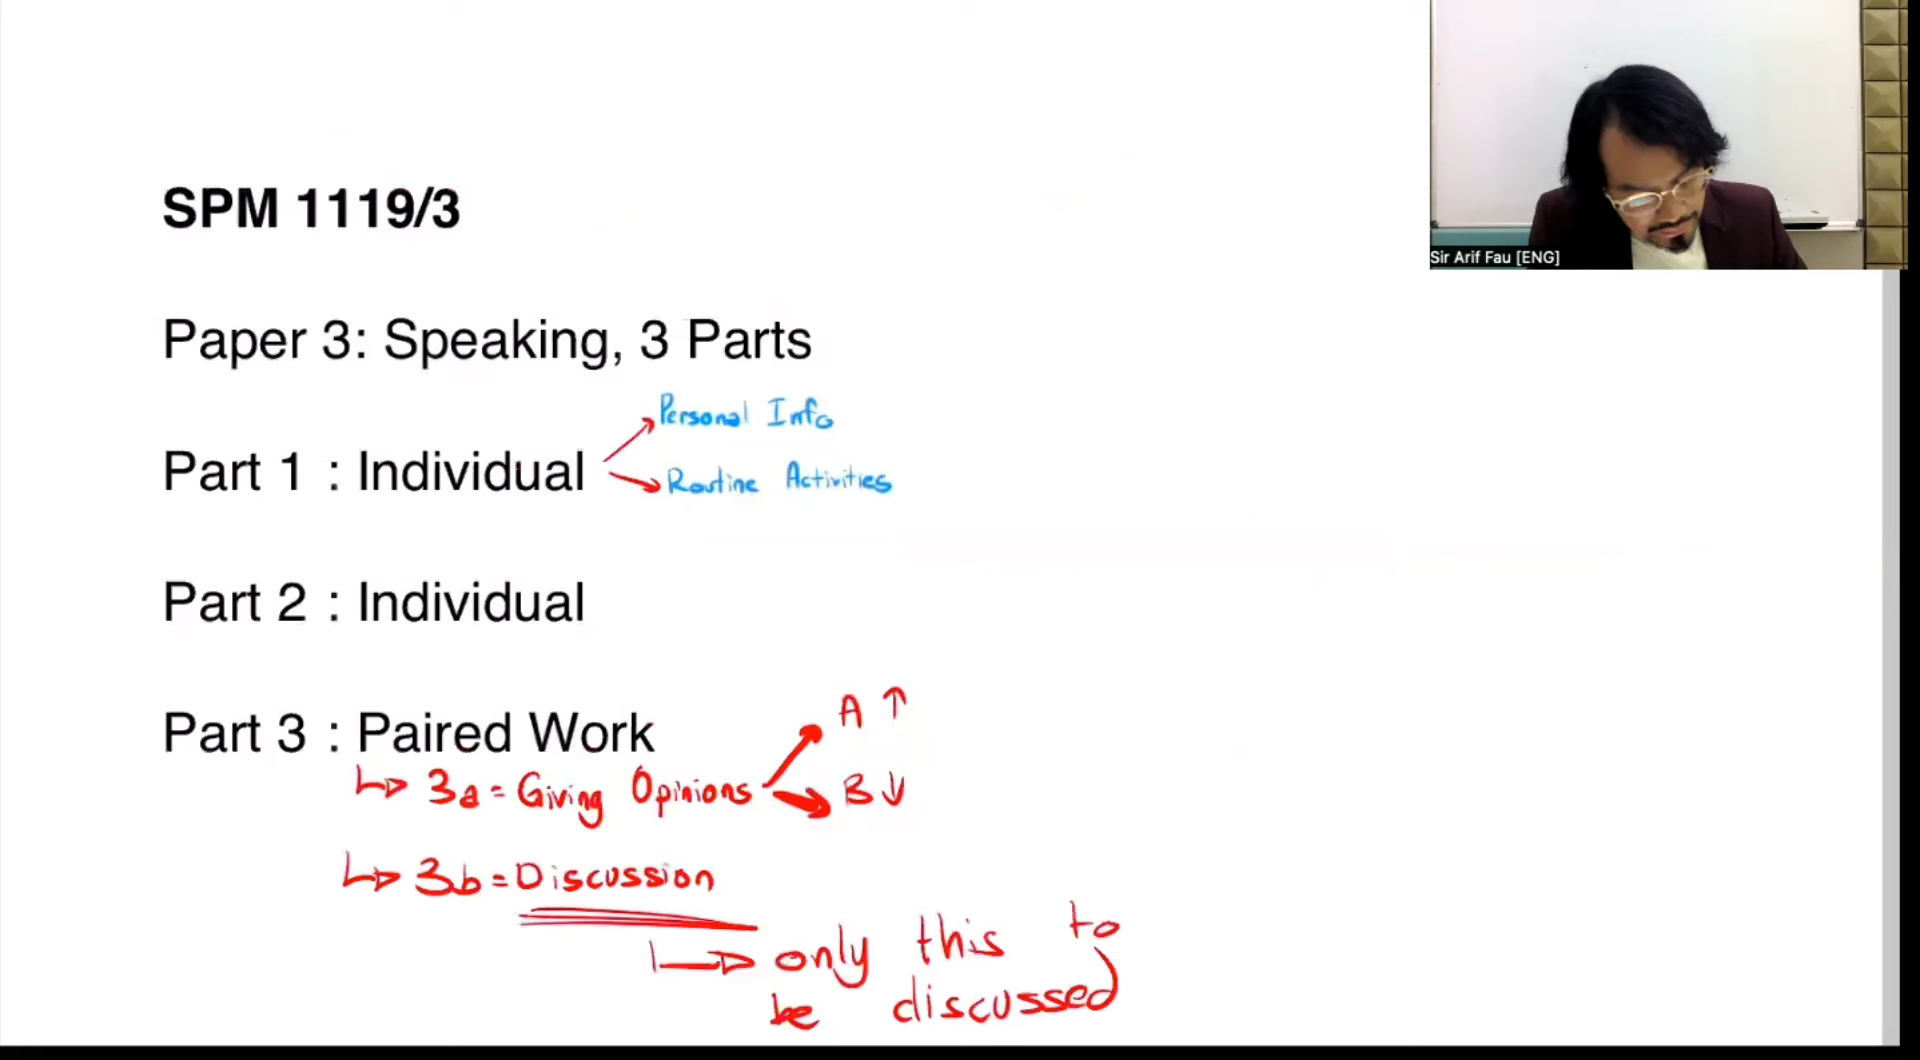 SPM 1119/3
Sir Arif Fau [ENG]
Paper 3: Speaking, 3 Parts
Personal Info
Part 1 : Individual
Routine Activities
Part 2 : Individual
A ↑
Part 3 : Paired Work
↳ 3a = Giving Opinions
B ↓
↳ 3b = Discussion
↳ only this to
be discussed